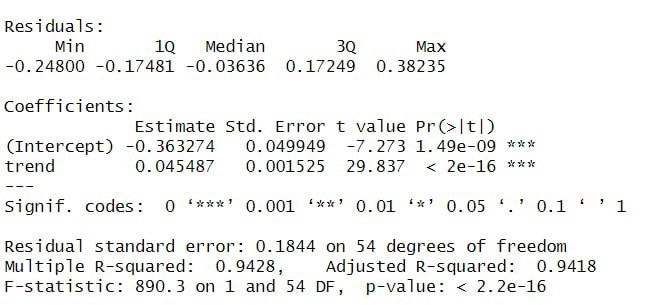 Residuals:
     Min       1Q   Median       3Q      Max
-0.24800 -0.17481 -0.03636  0.17249  0.38235
Coefficients:
             Estimate Std. Error t value Pr(>|t|)
(Intercept) -0.363274   0.049949  -7.273 1.49e-09 ***
trend        0.045487   0.001525  29.837  < 2e-16 ***
---
Signif. codes:  0 ‘***’ 0.001 ‘**’ 0.01 ‘*’ 0.05 ‘.’ 0.1 ‘ ’ 1
Residual standard error: 0.1844 on 54 degrees of freedom
Multiple R-squared:  0.9428,    Adjusted R-squared:  0.9418
F-statistic: 890.3 on 1 and 54 DF,  p-value: < 2.2e-16